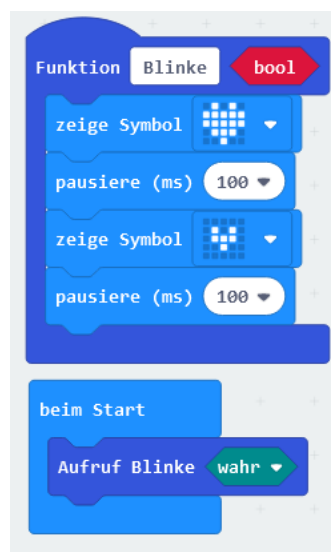 Funktion Blinke bool
zeige Symbol
pausiere (ms) 100
zeige Symbol
pausiere (ms) 100
beim Start
Aufruf Blinke wahr